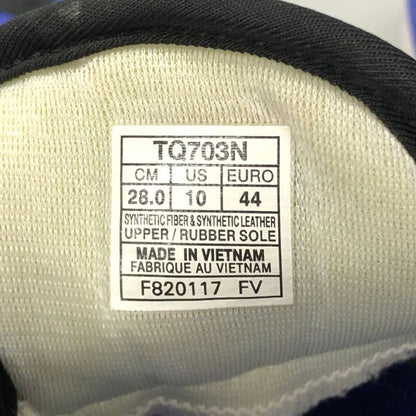 TQ703N
CM US EURO
28.0 10 44
SYNTHETIC FIBER & SYNTHETIC LEATHER
UPPER / RUBBER SOLE
MADE IN VIETNAM
FABRIQUE AU VIETNAM
F820117 FV